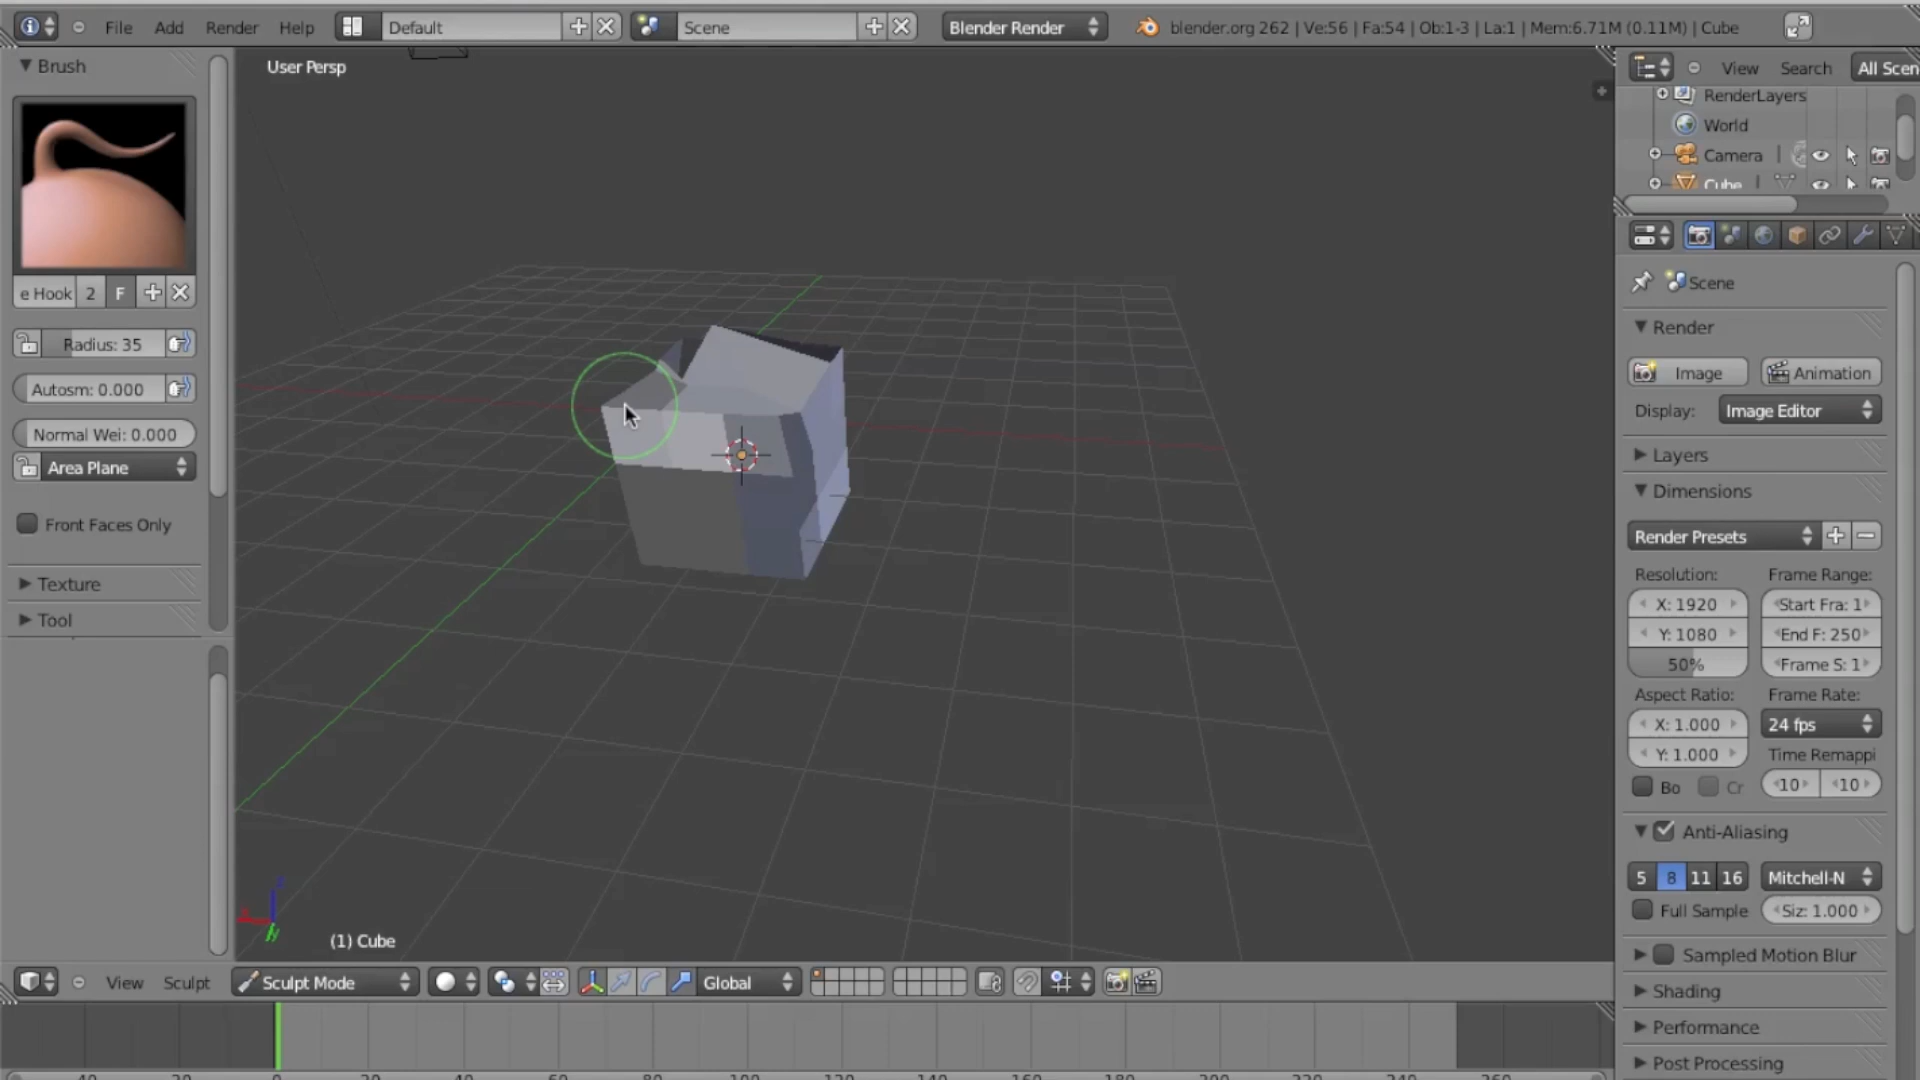 File Add Render Help Default Scene Blender Render blender.org 262 | Ve:56 | Fa:54 | Ob:1-3 | La:1 | Mem:6.71M (0.11M) | Cube
Brush
e Hook 2 F
Radius: 35
Autosm: 0.000
Normal Wei: 0.000
Area Plane
Front Faces Only
Texture
Tool
User Persp
(1) Cube
View Sculpt Sculpt Mode Global
View Search All Scen
RenderLayers
World
Camera
Cube
Scene
Render
Image Animation
Display: Image Editor
Layers
Dimensions
Render Presets
Resolution: Frame Range:
X: 1920 Start Fra: 1
Y: 1080 End F: 250
50% Frame S: 1
Aspect Ratio: Frame Rate:
X: 1.000 24 fps
Y: 1.000 Time Remappi
Bo Cr 10 10
Anti-Aliasing
5 8 11 16 Mitchell-N
Full Sample Siz: 1.000
Sampled Motion Blur
Shading
Performance
Post Processing